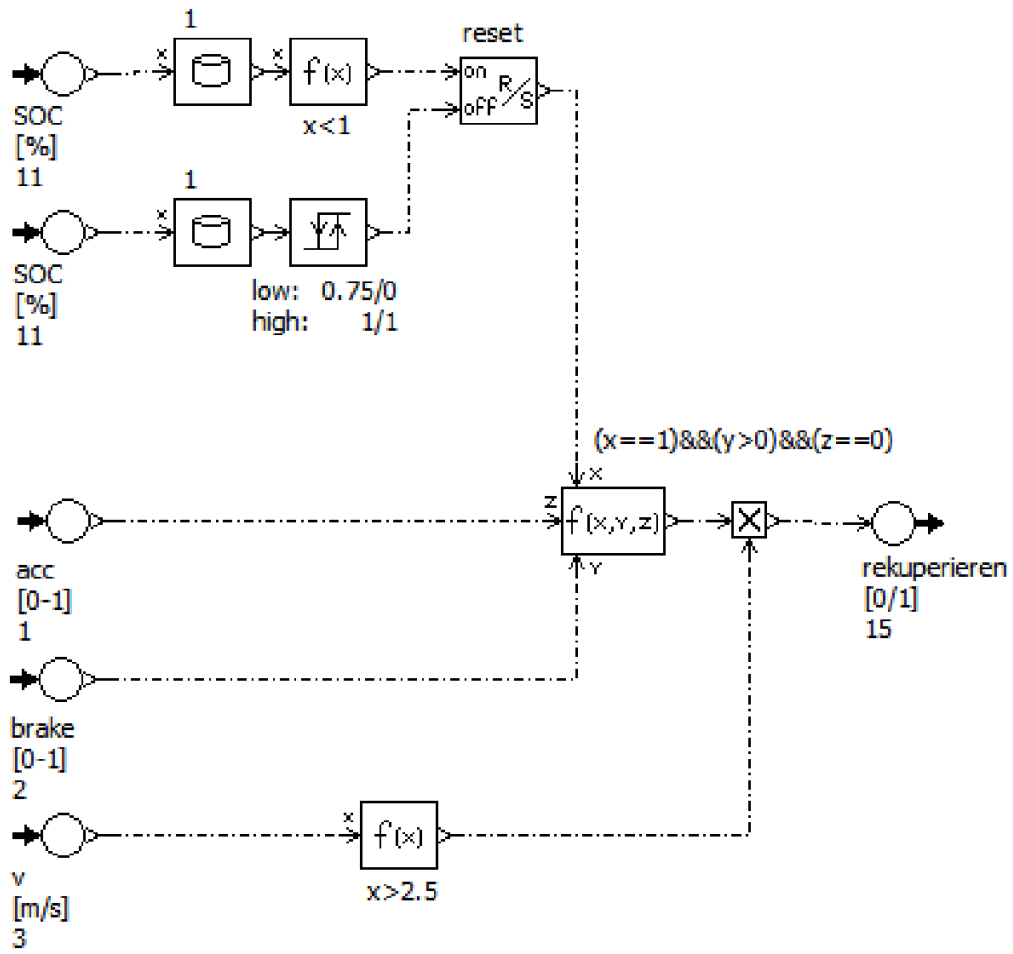 1
reset
x
x
f(x)
on
R/S
off
SOC
[%]
11
x<1
1
x
SOC
[%]
11
low: 0.75/0
high: 1/1
(x==1)&&(y>0)&&(z==0)
x
z
f(x,y,z)
X
y
acc
[0-1]
1
rekuperieren
[0/1]
15
brake
[0-1]
2
x
f(x)
v
[m/s]
3
x>2.5